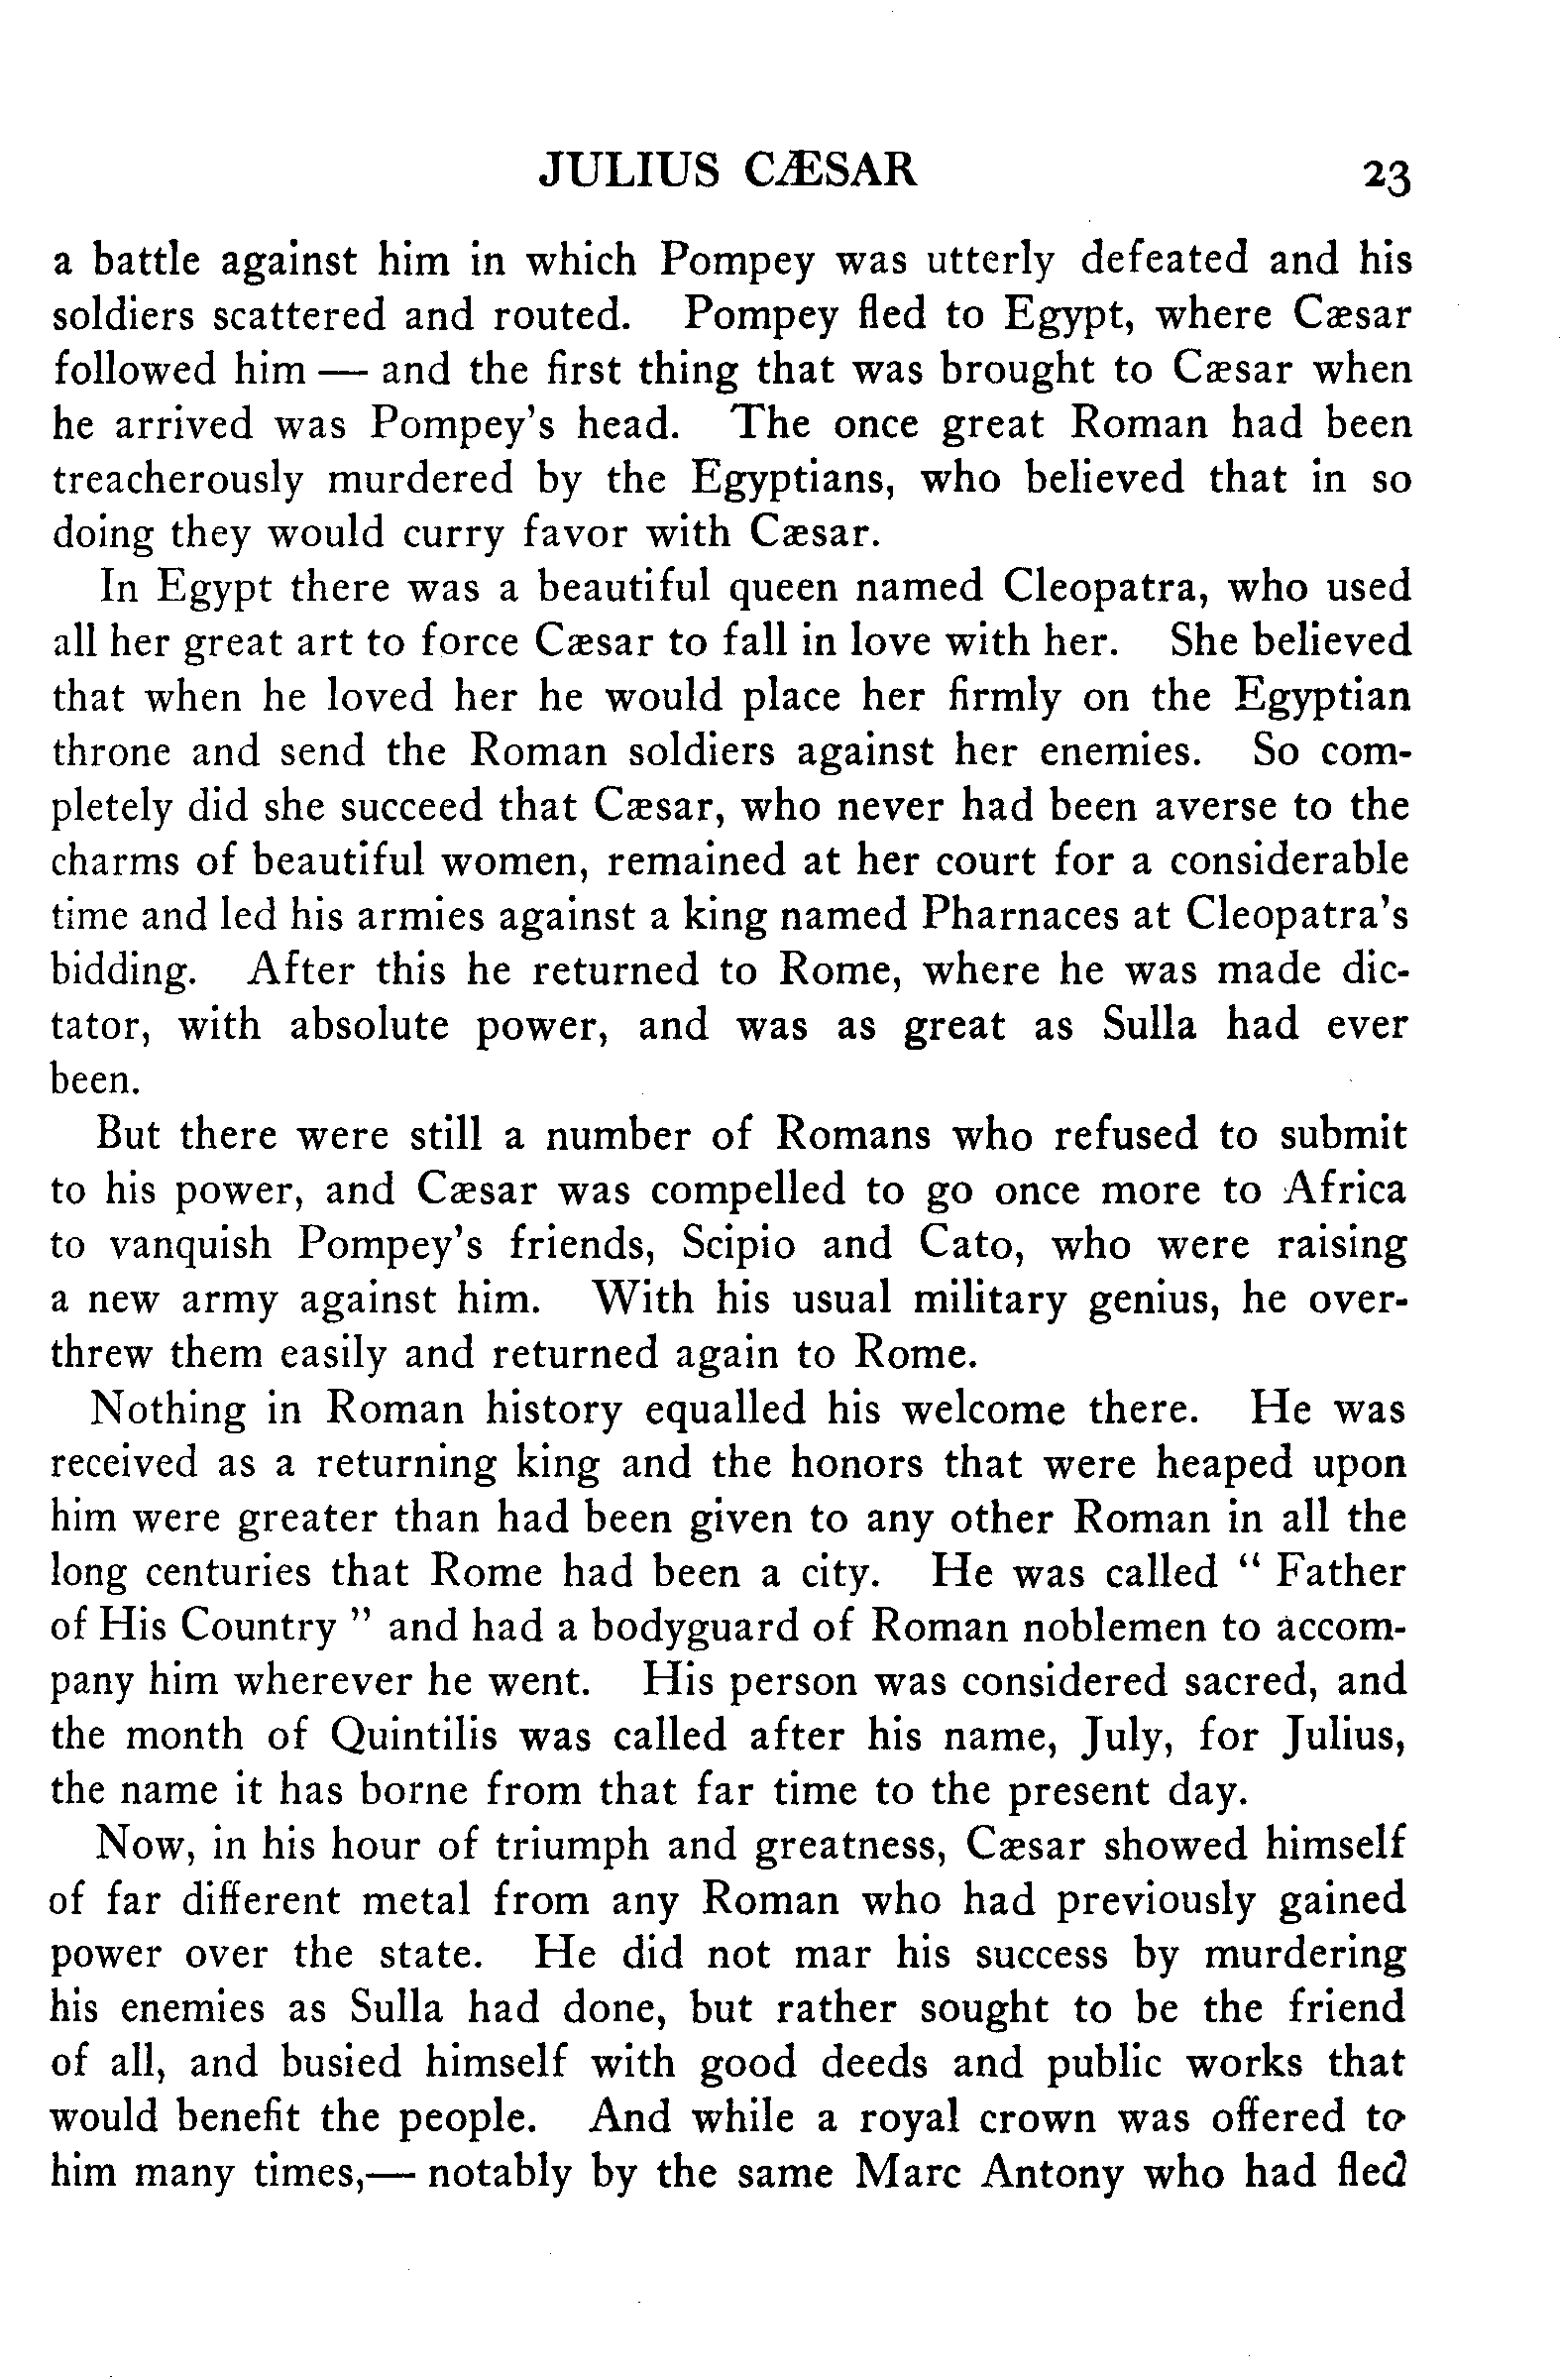 JULIUS CÆSAR 23
a battle against him in which Pompey was utterly defeated and his
soldiers scattered and routed. Pompey fled to Egypt, where Cæsar
followed him — and the first thing that was brought to Cæsar when
he arrived was Pompey's head. The once great Roman had been
treacherously murdered by the Egyptians, who believed that in so
doing they would curry favor with Cæsar.
In Egypt there was a beautiful queen named Cleopatra, who used
all her great art to force Cæsar to fall in love with her. She believed
that when he loved her he would place her firmly on the Egyptian
throne and send the Roman soldiers against her enemies. So com-
pletely did she succeed that Cæsar, who never had been averse to the
charms of beautiful women, remained at her court for a considerable
time and led his armies against a king named Pharnaces at Cleopatra's
bidding. After this he returned to Rome, where he was made dic-
tator, with absolute power, and was as great as Sulla had ever
been.
But there were still a number of Romans who refused to submit
to his power, and Cæsar was compelled to go once more to Africa
to vanquish Pompey's friends, Scipio and Cato, who were raising
a new army against him. With his usual military genius, he over-
threw them easily and returned again to Rome.
Nothing in Roman history equalled his welcome there. He was
received as a returning king and the honors that were heaped upon
him were greater than had been given to any other Roman in all the
long centuries that Rome had been a city. He was called " Father
of His Country " and had a bodyguard of Roman noblemen to accom-
pany him wherever he went. His person was considered sacred, and
the month of Quintilis was called after his name, July, for Julius,
the name it has borne from that far time to the present day.
Now, in his hour of triumph and greatness, Cæsar showed himself
of far different metal from any Roman who had previously gained
power over the state. He did not mar his success by murdering
his enemies as Sulla had done, but rather sought to be the friend
of all, and busied himself with good deeds and public works that
would benefit the people. And while a royal crown was offered to
him many times,— notably by the same Marc Antony who had fled